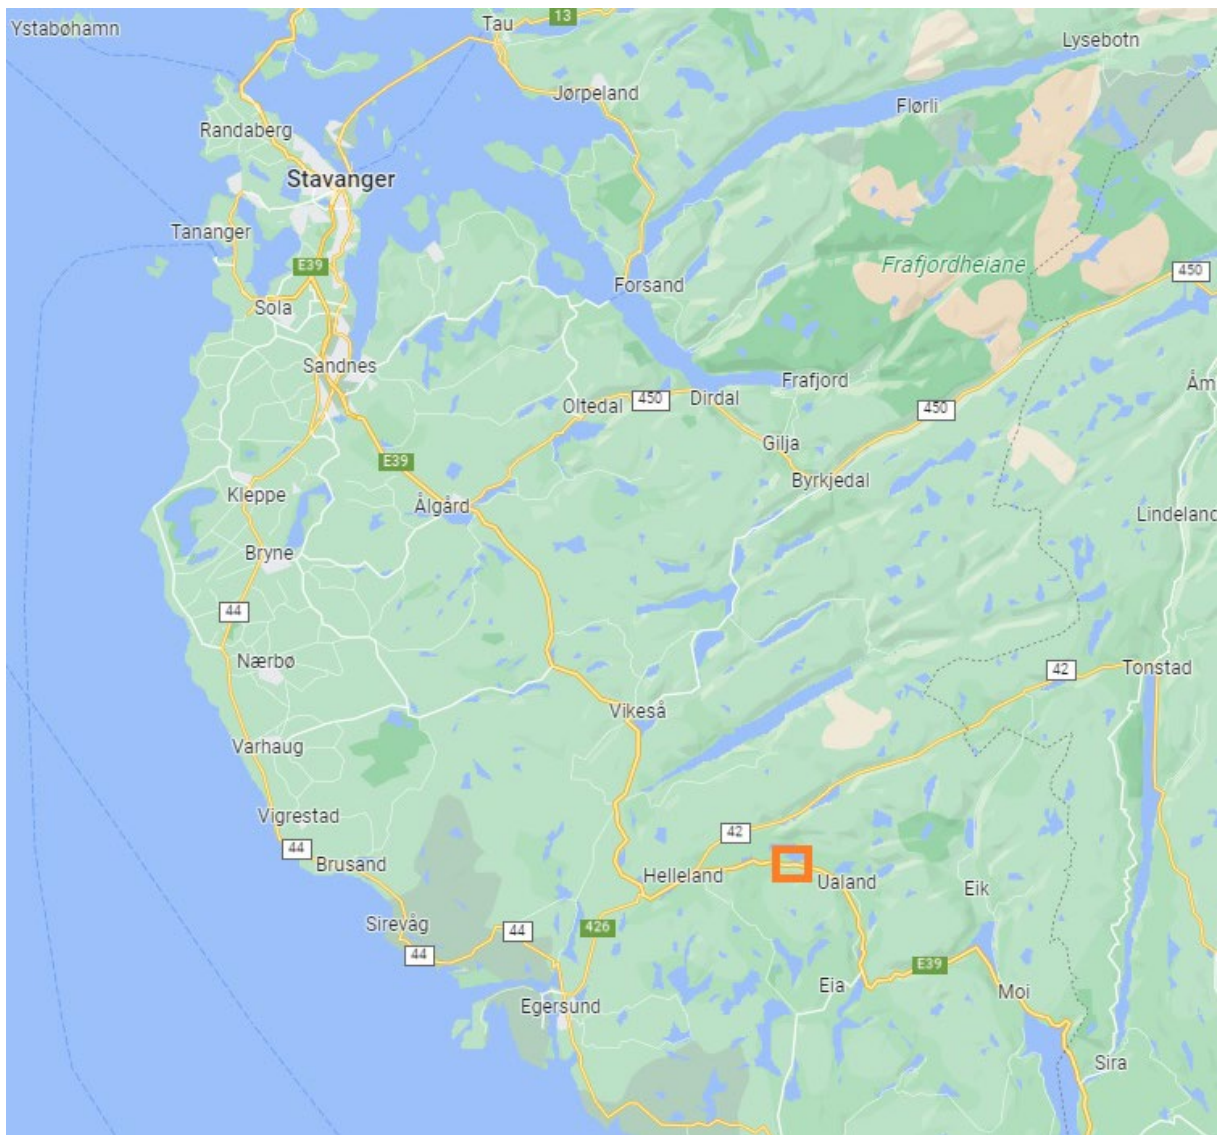 Ystabøhamn
Tau
13
Lysebotn
Jørpeland
Flørli
Randaberg
Stavanger
Tananger
E39
Frafjordheiane
450
Forsand
Sola
Sandnes
Frafjord
Åm
450
Dirdal
Oltedal
450
Gilja
E39
Byrkjedal
Kleppe
Ålgård
Lindeland
Bryne
44
Nærbø
42
Tonstad
Vikeså
Varhaug
Vigrestad
42
44
Brusand
Helleland
Ualand
Eik
Sirevåg
44
426
44
E39
Eia
Moi
Egersund
Sira